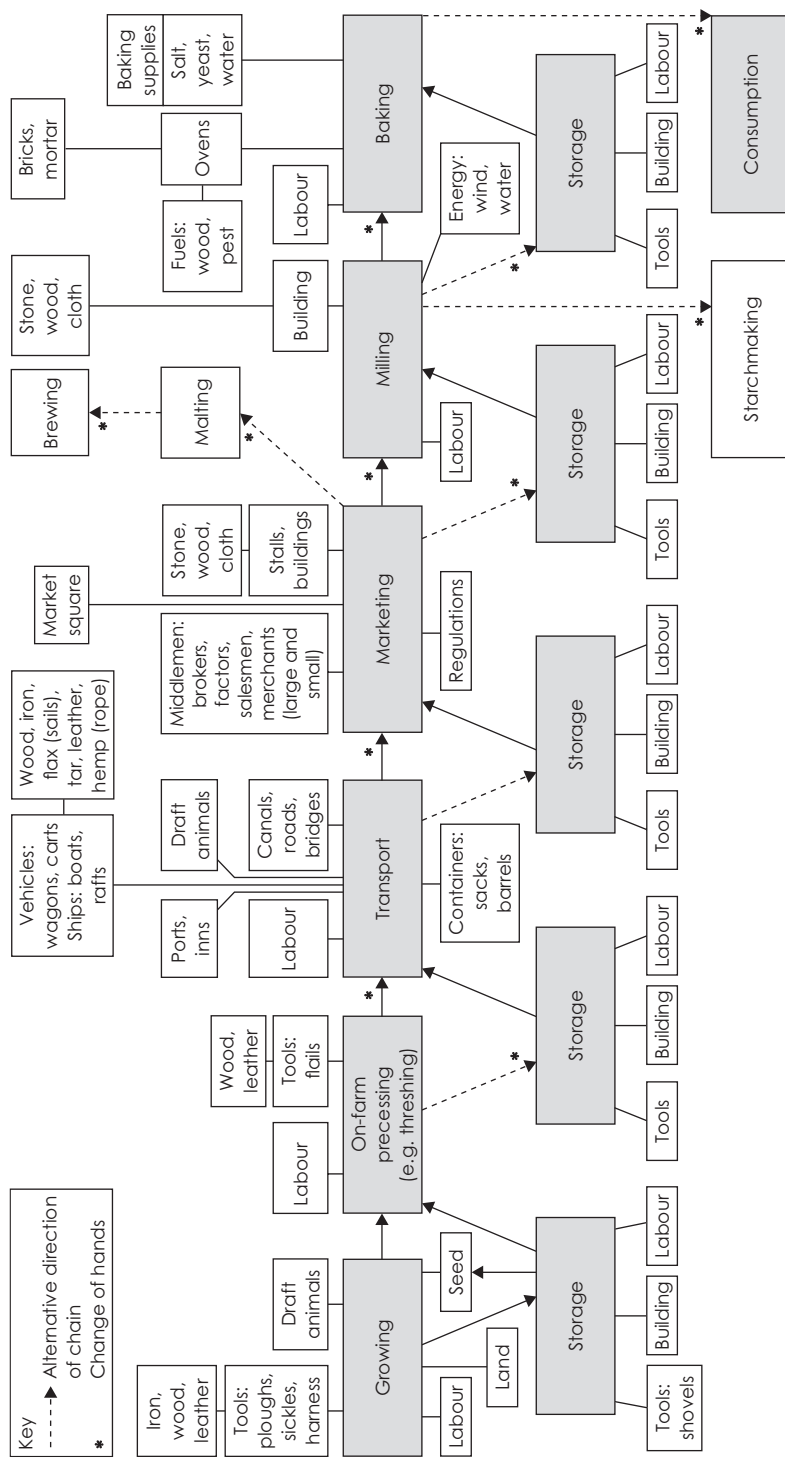 Key
Alternative direction
of chain
* Change of hands
Iron,
wood,
leather
Tools:
ploughs,
sickles,
harness
Draft
animals
Growing
Labour
Land
Seed
Storage
Tools:
shovels
Building
Labour
Labour
Wood,
leather
Tools:
flails
On-farm
precessing
(e.g. threshing)
*
*
Storage
Tools
Building
Labour
Vehicles:
wagons, carts
Ships: boats,
rafts
Wood, iron,
flax (sails),
tar, leather,
hemp (rope)
Ports,
inns
Draft
animals
Labour
Canals,
roads,
bridges
Transport
*
Containers:
sacks,
barrels
Storage
Tools
Building
Labour
Market
square
Middlemen:
brokers,
factors,
salesmen,
merchants
(large and
small)
Stone,
wood,
cloth
Stalls,
buildings
Marketing
*
*
Regulations
Storage
Tools
Building
Labour
Brewing
*
Malting
*
Stone,
wood,
cloth
Building
Milling
*
Labour
Energy:
wind,
water
*
*
Starchmaking
Storage
Tools
Building
Labour
Bricks,
mortar
Fuels:
wood,
pest
Ovens
Labour
Baking
supplies
Salt,
yeast,
water
Baking
*
Consumption